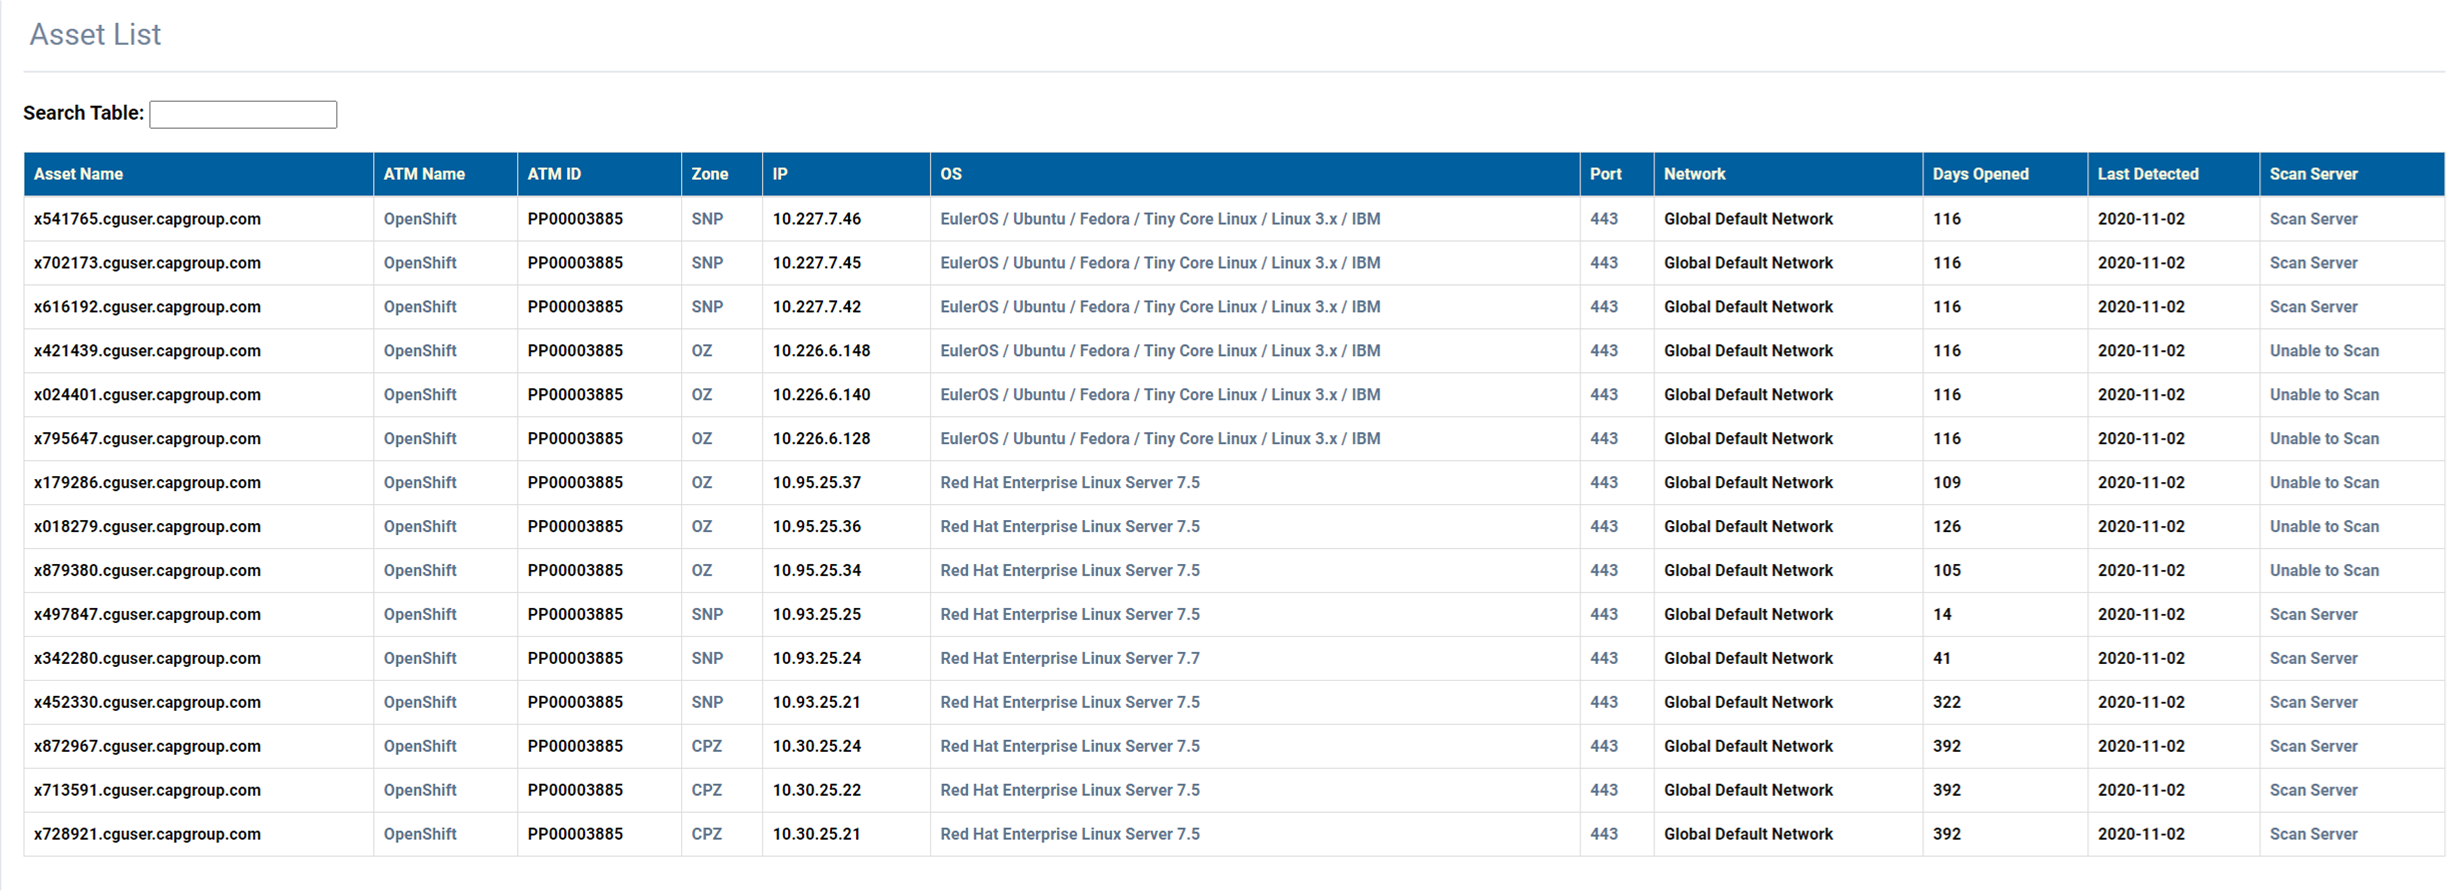 Asset List
Search Table:
Asset Name ATM Name ATM ID Zone IP OS Port Network Days Opened Last Detected Scan Server
x541765.cguser.capgroup.com OpenShift PP00003885 SNP 10.227.7.46 EulerOS / Ubuntu / Fedora / Tiny Core Linux / Linux 3.x / IBM 443 Global Default Network 116 2020-11-02 Scan Server
x702173.cguser.capgroup.com OpenShift PP00003885 SNP 10.227.7.45 EulerOS / Ubuntu / Fedora / Tiny Core Linux / Linux 3.x / IBM 443 Global Default Network 116 2020-11-02 Scan Server
x616192.cguser.capgroup.com OpenShift PP00003885 SNP 10.227.7.42 EulerOS / Ubuntu / Fedora / Tiny Core Linux / Linux 3.x / IBM 443 Global Default Network 116 2020-11-02 Scan Server
x421439.cguser.capgroup.com OpenShift PP00003885 OZ 10.226.6.148 EulerOS / Ubuntu / Fedora / Tiny Core Linux / Linux 3.x / IBM 443 Global Default Network 116 2020-11-02 Unable to Scan
x024401.cguser.capgroup.com OpenShift PP00003885 OZ 10.226.6.140 EulerOS / Ubuntu / Fedora / Tiny Core Linux / Linux 3.x / IBM 443 Global Default Network 116 2020-11-02 Unable to Scan
x795647.cguser.capgroup.com OpenShift PP00003885 OZ 10.226.6.128 EulerOS / Ubuntu / Fedora / Tiny Core Linux / Linux 3.x / IBM 443 Global Default Network 116 2020-11-02 Unable to Scan
x179286.cguser.capgroup.com OpenShift PP00003885 OZ 10.95.25.37 Red Hat Enterprise Linux Server 7.5 443 Global Default Network 109 2020-11-02 Unable to Scan
x018279.cguser.capgroup.com OpenShift PP00003885 OZ 10.95.25.36 Red Hat Enterprise Linux Server 7.5 443 Global Default Network 126 2020-11-02 Unable to Scan
x879380.cguser.capgroup.com OpenShift PP00003885 OZ 10.95.25.34 Red Hat Enterprise Linux Server 7.5 443 Global Default Network 105 2020-11-02 Unable to Scan
x497847.cguser.capgroup.com OpenShift PP00003885 SNP 10.93.25.25 Red Hat Enterprise Linux Server 7.5 443 Global Default Network 14 2020-11-02 Scan Server
x342280.cguser.capgroup.com OpenShift PP00003885 SNP 10.93.25.24 Red Hat Enterprise Linux Server 7.7 443 Global Default Network 41 2020-11-02 Scan Server
x452330.cguser.capgroup.com OpenShift PP00003885 SNP 10.93.25.21 Red Hat Enterprise Linux Server 7.5 443 Global Default Network 322 2020-11-02 Scan Server
x872967.cguser.capgroup.com OpenShift PP00003885 CPZ 10.30.25.24 Red Hat Enterprise Linux Server 7.5 443 Global Default Network 392 2020-11-02 Scan Server
x713591.cguser.capgroup.com OpenShift PP00003885 CPZ 10.30.25.22 Red Hat Enterprise Linux Server 7.5 443 Global Default Network 392 2020-11-02 Scan Server
x728921.cguser.capgroup.com OpenShift PP00003885 CPZ 10.30.25.21 Red Hat Enterprise Linux Server 7.5 443 Global Default Network 392 2020-11-02 Scan Server